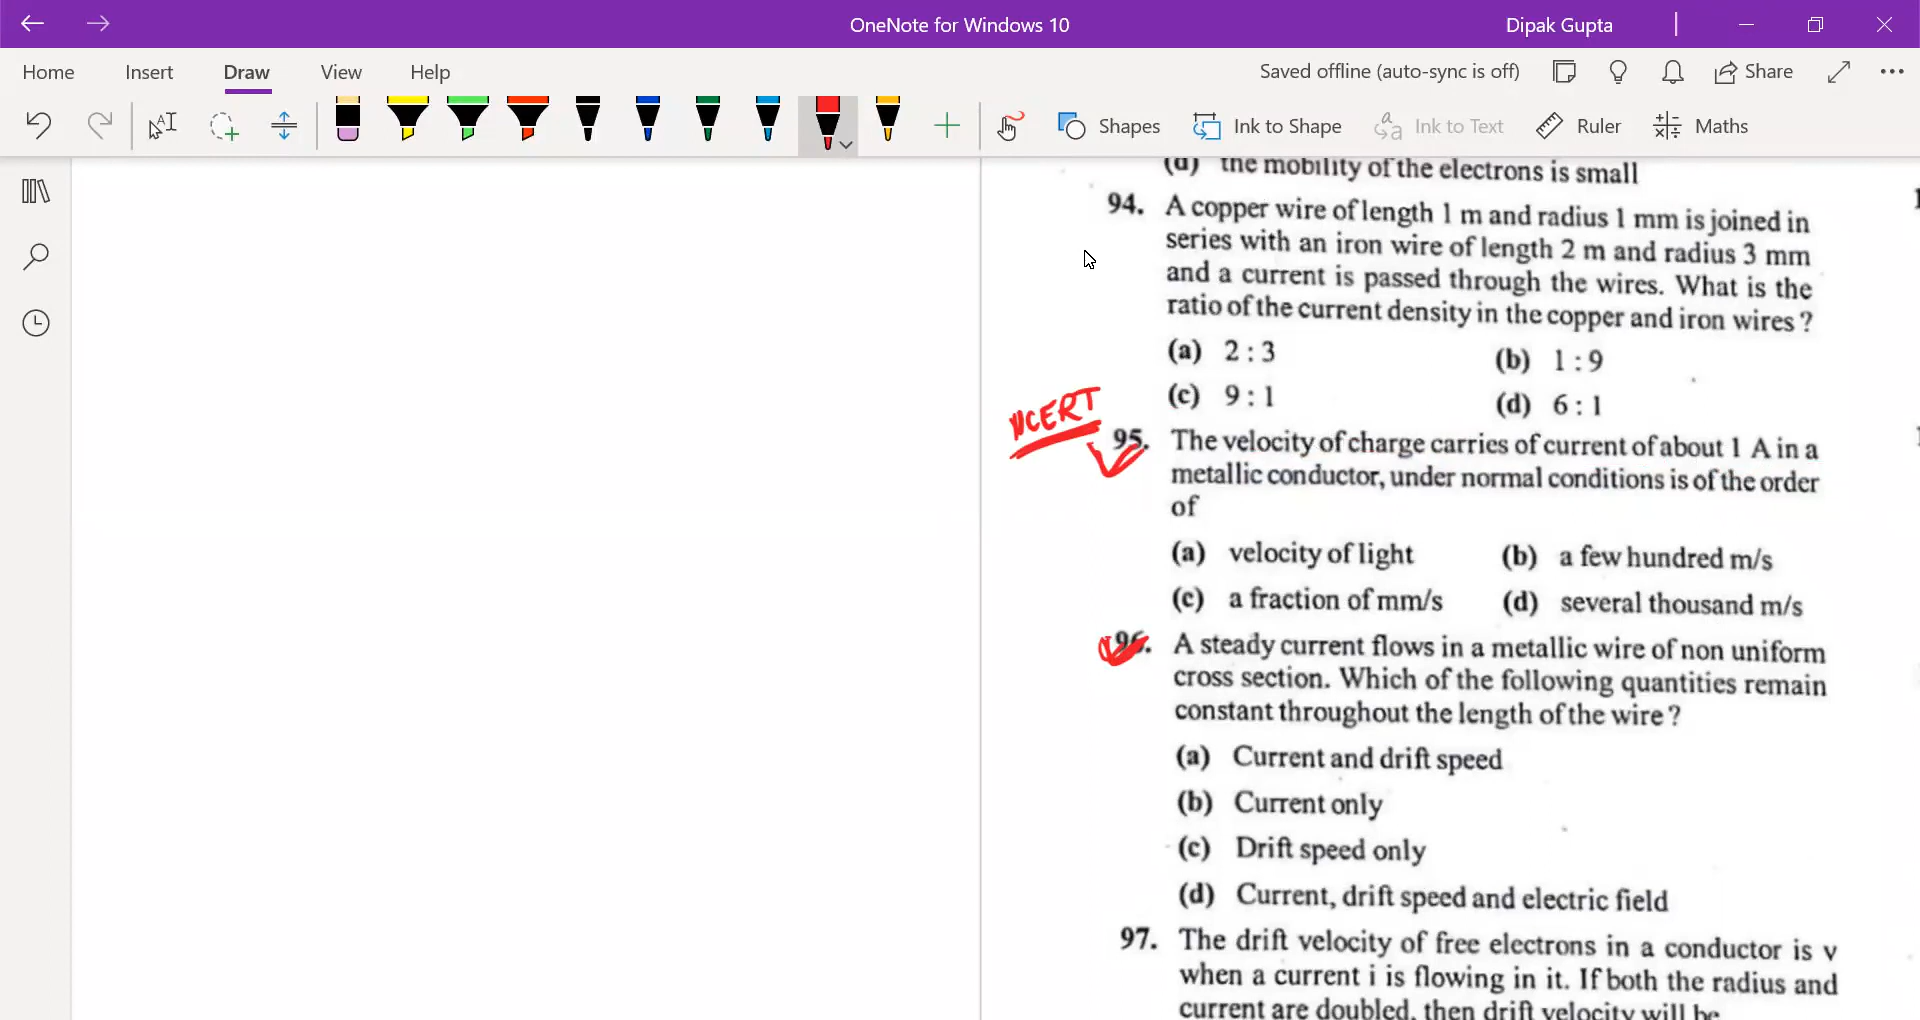 OneNote for Windows 10
Dipak Gupta
Home Insert Draw View Help
Saved offline (auto-sync is off)
Share
Shapes
Ink to Shape
Ink to Text
Ruler
Maths
(d) the mobility of the electrons is small
94. A copper wire of length 1 m and radius 1 mm is joined in
series with an iron wire of length 2 m and radius 3 mm
and a current is passed through the wires. What is the
ratio of the current density in the copper and iron wires ?
(a) 2 : 3 (b) 1 : 9
(c) 9 : 1 (d) 6 : 1
NCERT
95. The velocity of charge carries of current of about 1 A in a
metallic conductor, under normal conditions is of the order
of
(a) velocity of light (b) a few hundred m/s
(c) a fraction of mm/s (d) several thousand m/s
96. A steady current flows in a metallic wire of non uniform
cross section. Which of the following quantities remain
constant throughout the length of the wire ?
(a) Current and drift speed
(b) Current only
(c) Drift speed only
(d) Current, drift speed and electric field
97. The drift velocity of free electrons in a conductor is v
when a current i is flowing in it. If both the radius and
current are doubled, then drift velocity will be